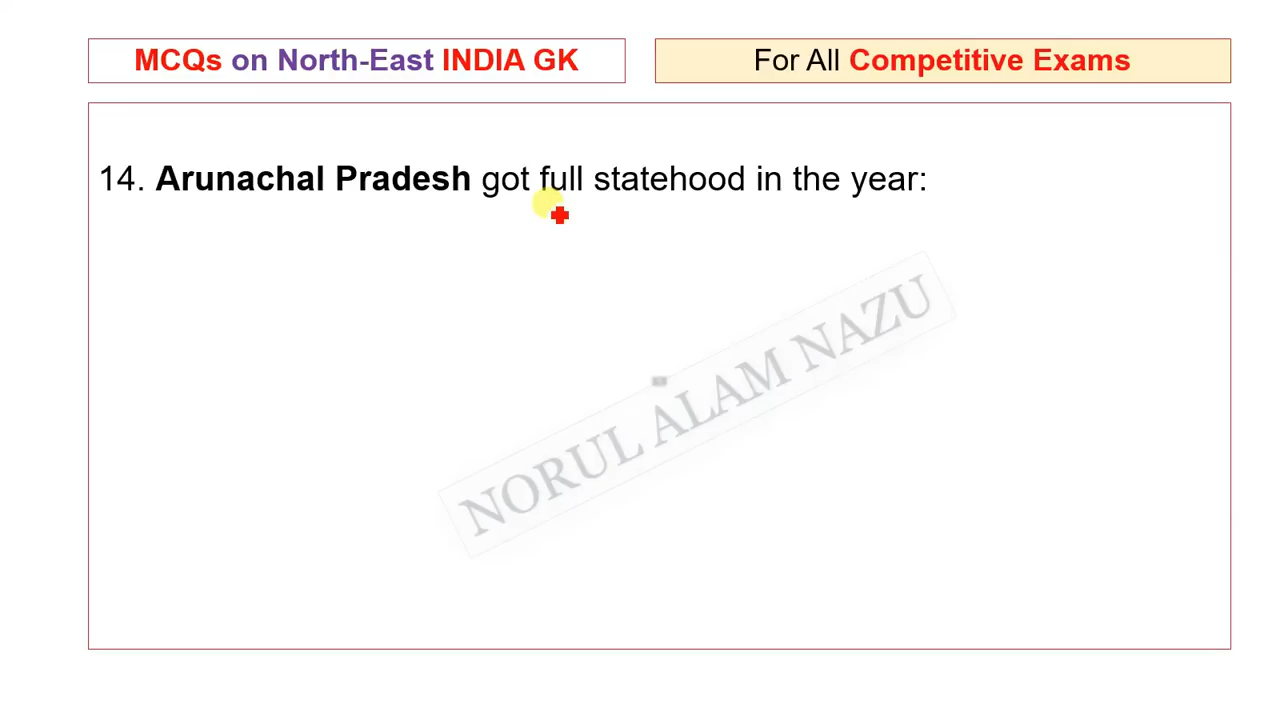 MCQs on North-East INDIA GK
For All Competitive Exams
14. Arunachal Pradesh got full statehood in the year:
NORUL ALAM NAZU